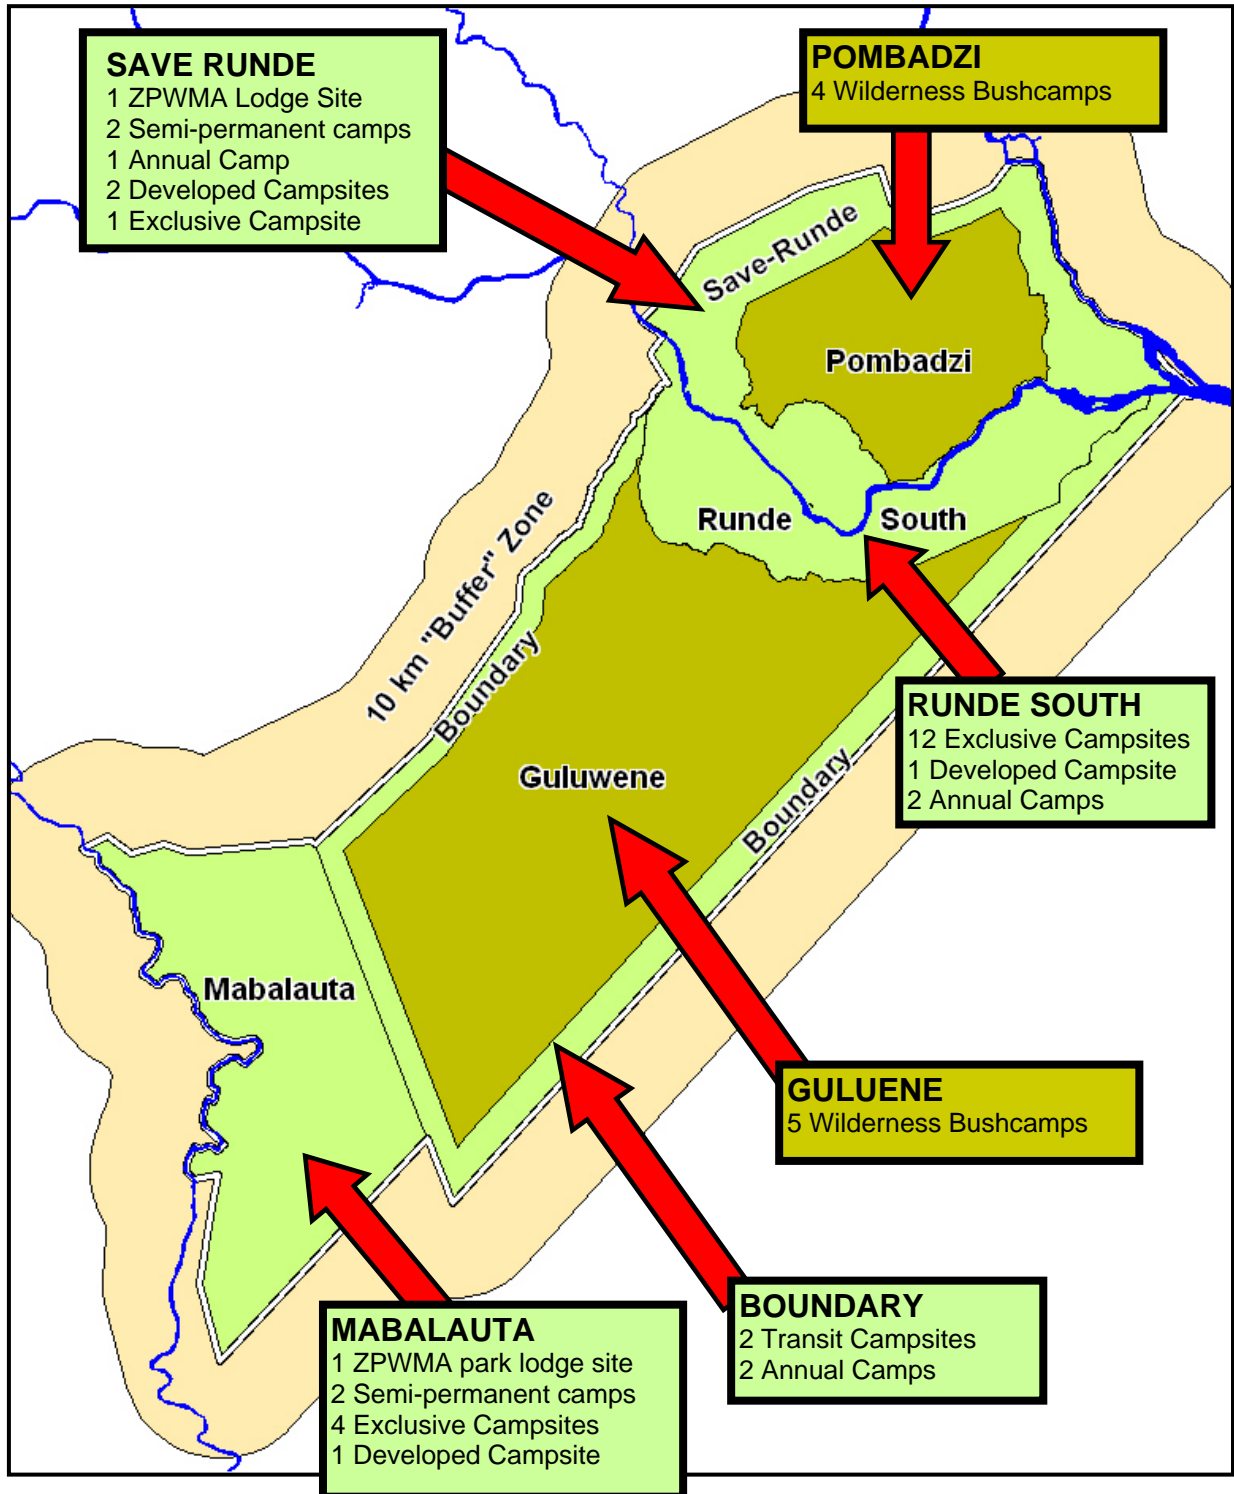 SAVE RUNDE
1 ZPWMA Lodge Site
2 Semi-permanent camps
1 Annual Camp
2 Developed Campsites
1 Exclusive Campsite
POMBADZI
4 Wilderness Bushcamps
Save-Runde
Pombadzi
Runde South
10 km "Buffer" Zone
Boundary
Guluwene
Boundary
RUNDE SOUTH
12 Exclusive Campsites
1 Developed Campsite
2 Annual Camps
Mabalauta
GULUENE
5 Wilderness Bushcamps
BOUNDARY
2 Transit Campsites
2 Annual Camps
MABALAUTA
1 ZPWMA park lodge site
2 Semi-permanent camps
4 Exclusive Campsites
1 Developed Campsite